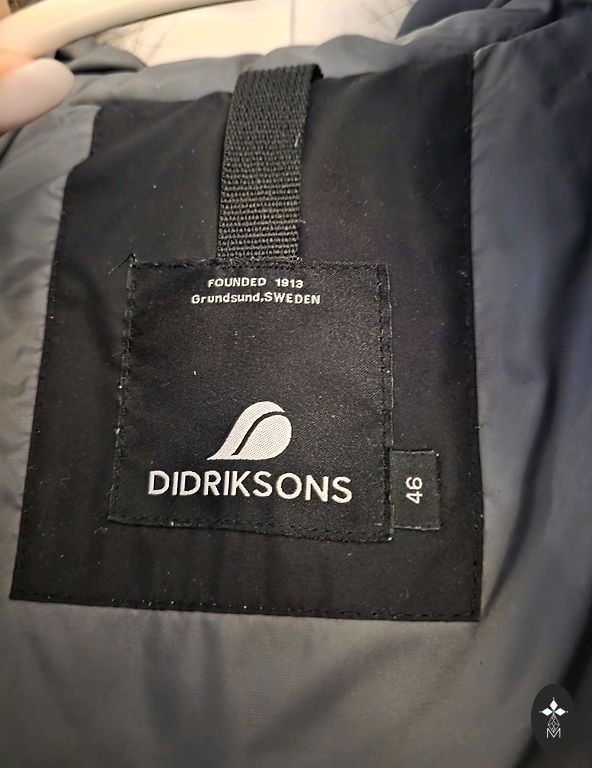 FOUNDED 1913
Grundsund,SWEDEN
DIDRIKSONS
46
M